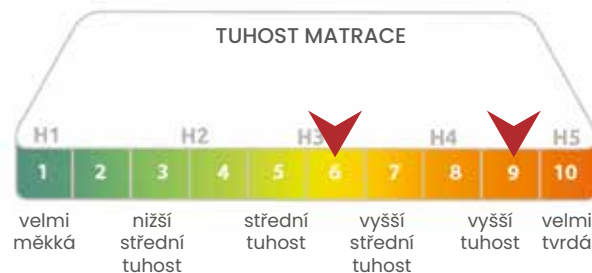 TUHOST MATRACE
H1 H2 H3 H4 H5
1 2 3 4 5 6 7 8 9 10
velmi měkká
nižší střední tuhost
střední tuhost
vyšší střední tuhost
vyšší tuhost
velmi tvrdá